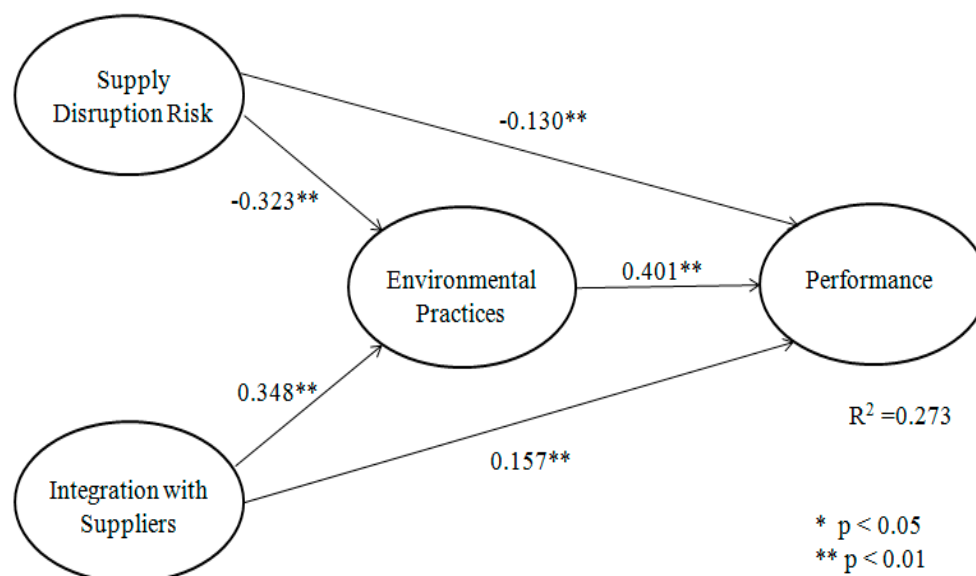 Supply
Disruption Risk
-0.130**
-0.323**
Environmental
Practices
0.401**
Performance
0.348**
R² =0.273
0.157**
Integration with
Suppliers
* p < 0.05
** p < 0.01